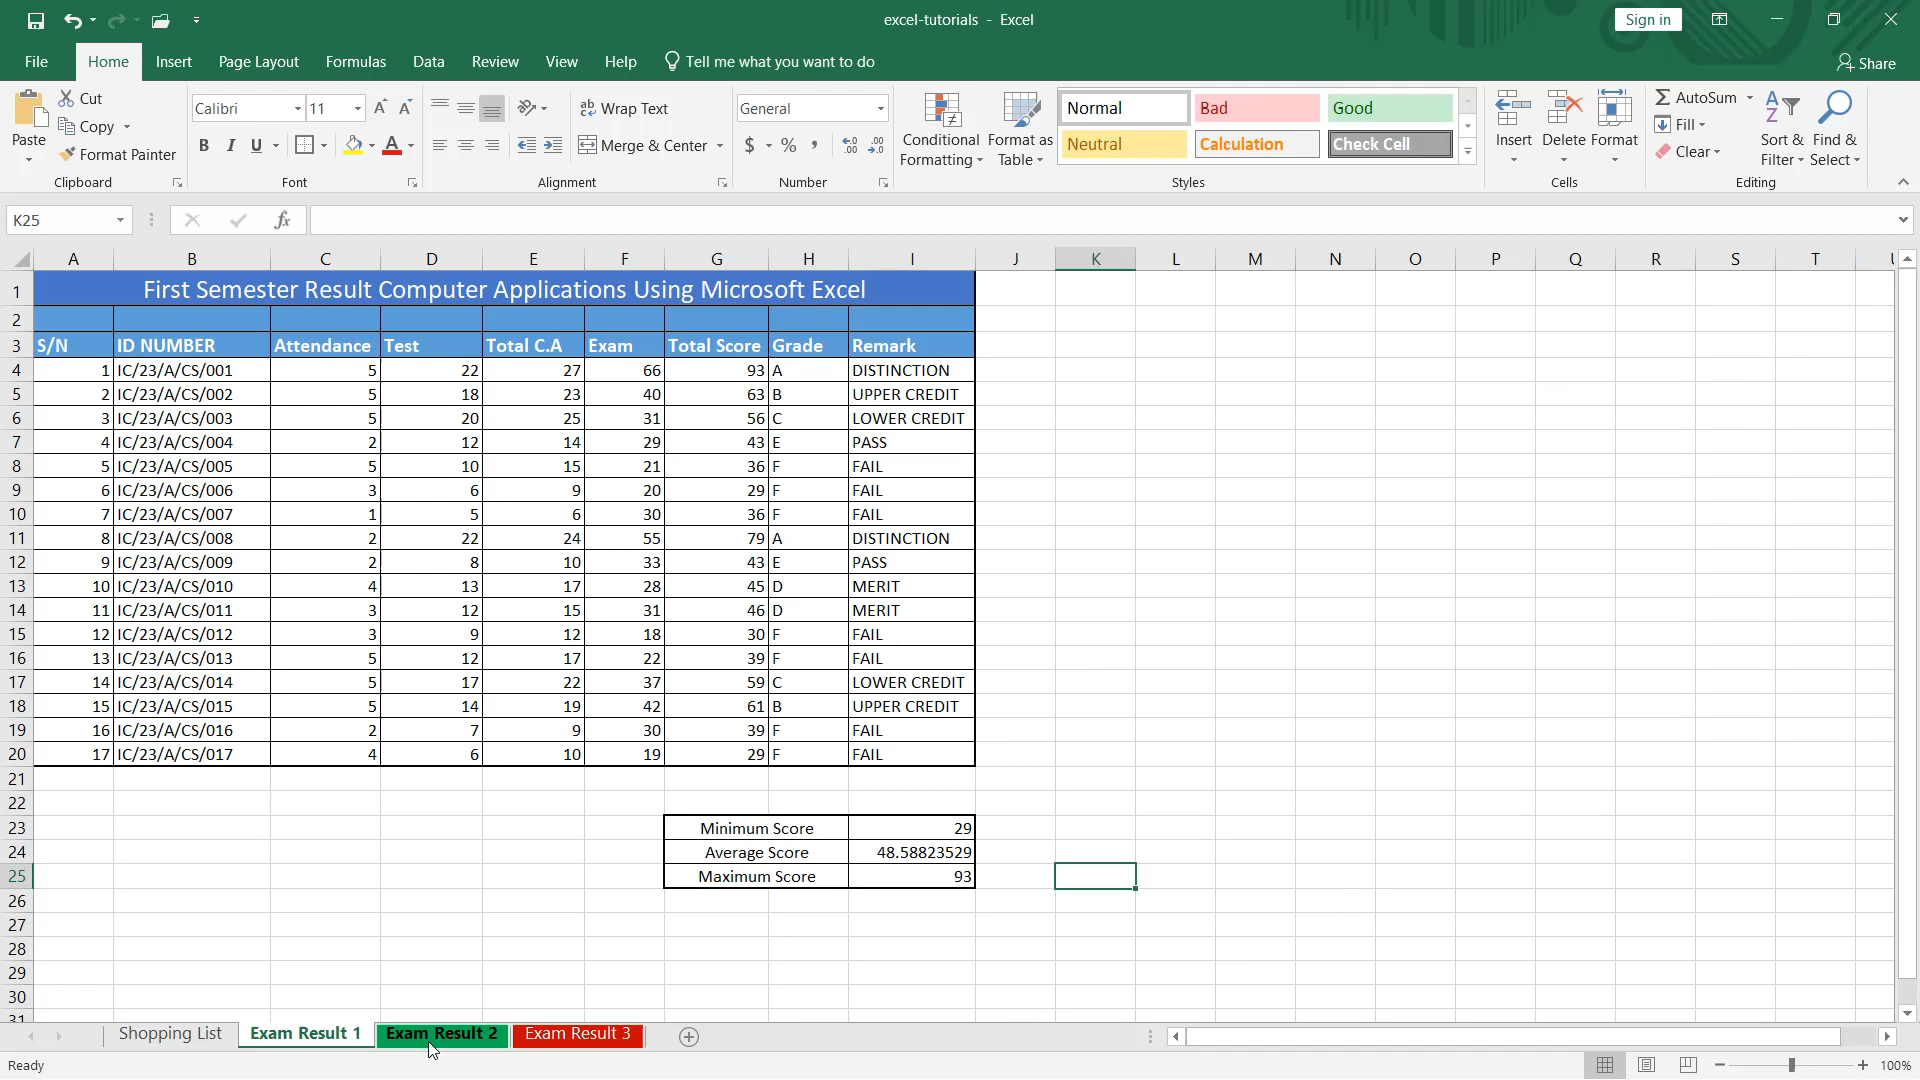 excel-tutorials - Excel
Sign in
File Home Insert Page Layout Formulas Data Review View Help Tell me what you want to do Share
Paste Cut Copy Format Painter Clipboard
Calibri 11 B I U A Font
ab Wrap Text Merge & Center Alignment
General $ % , Number
Conditional Formatting Format as Table
Normal Bad Good
Neutral Calculation Check Cell
Styles
Insert Delete Format Cells
AutoSum Fill Clear Sort & Filter Find & Select Editing
K25 fx
A B C D E F G H I J K L M N O P Q R S T
1 First Semester Result Computer Applications Using Microsoft Excel
2
3 S/N ID NUMBER Attendance Test Total C.A Exam Total Score Grade Remark
4 1 IC/23/A/CS/001 5 22 27 66 93 A DISTINCTION
5 2 IC/23/A/CS/002 5 18 23 40 63 B UPPER CREDIT
6 3 IC/23/A/CS/003 5 20 25 31 56 C LOWER CREDIT
7 4 IC/23/A/CS/004 2 12 14 29 43 E PASS
8 5 IC/23/A/CS/005 5 10 15 21 36 F FAIL
9 6 IC/23/A/CS/006 3 6 9 20 29 F FAIL
10 7 IC/23/A/CS/007 1 5 6 30 36 F FAIL
11 8 IC/23/A/CS/008 2 22 24 55 79 A DISTINCTION
12 9 IC/23/A/CS/009 2 8 10 33 43 E PASS
13 10 IC/23/A/CS/010 4 13 17 28 45 D MERIT
14 11 IC/23/A/CS/011 3 12 15 31 46 D MERIT
15 12 IC/23/A/CS/012 3 9 12 18 30 F FAIL
16 13 IC/23/A/CS/013 5 12 17 22 39 F FAIL
17 14 IC/23/A/CS/014 5 17 22 37 59 C LOWER CREDIT
18 15 IC/23/A/CS/015 5 14 19 42 61 B UPPER CREDIT
19 16 IC/23/A/CS/016 2 7 9 30 39 F FAIL
20 17 IC/23/A/CS/017 4 6 10 19 29 F FAIL
21
22
23 Minimum Score 29
24 Average Score 48.58823529
25 Maximum Score 93
26
27
28
29
30
31
Shopping List Exam Result 1 Exam Result 2 Exam Result 3
Ready 100%